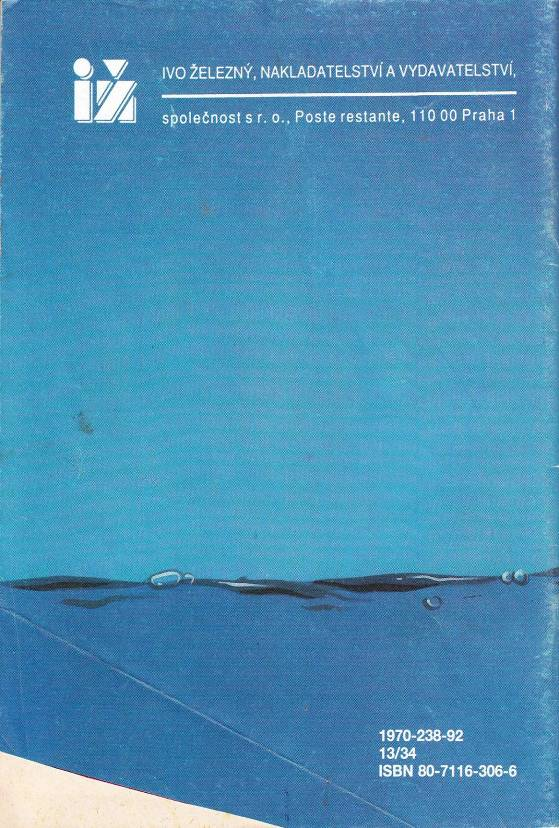 IVO ŽELEZNÝ, NAKLADATELSTVÍ A VYDAVATELSTVÍ,
společnost s r. o., Poste restante, 110 00 Praha 1
iž
1970-238-92
13/34
ISBN 80-7116-306-6